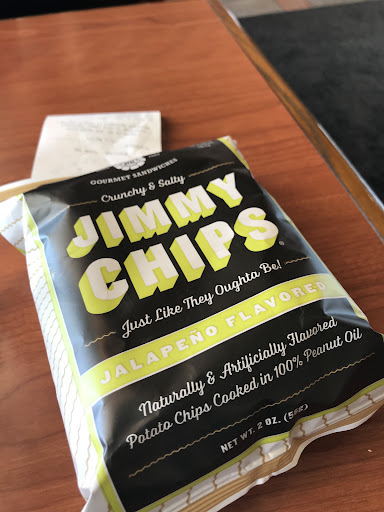 GOURMET SANDWICHES
Crunchy & Salty
JIMMY
CHIPS®
Just Like They Oughta Be!
JALAPEÑO FLAVORED
Naturally & Artificially Flavored
Potato Chips Cooked in 100% Peanut Oil
NET WT. 2 OZ. (56g)